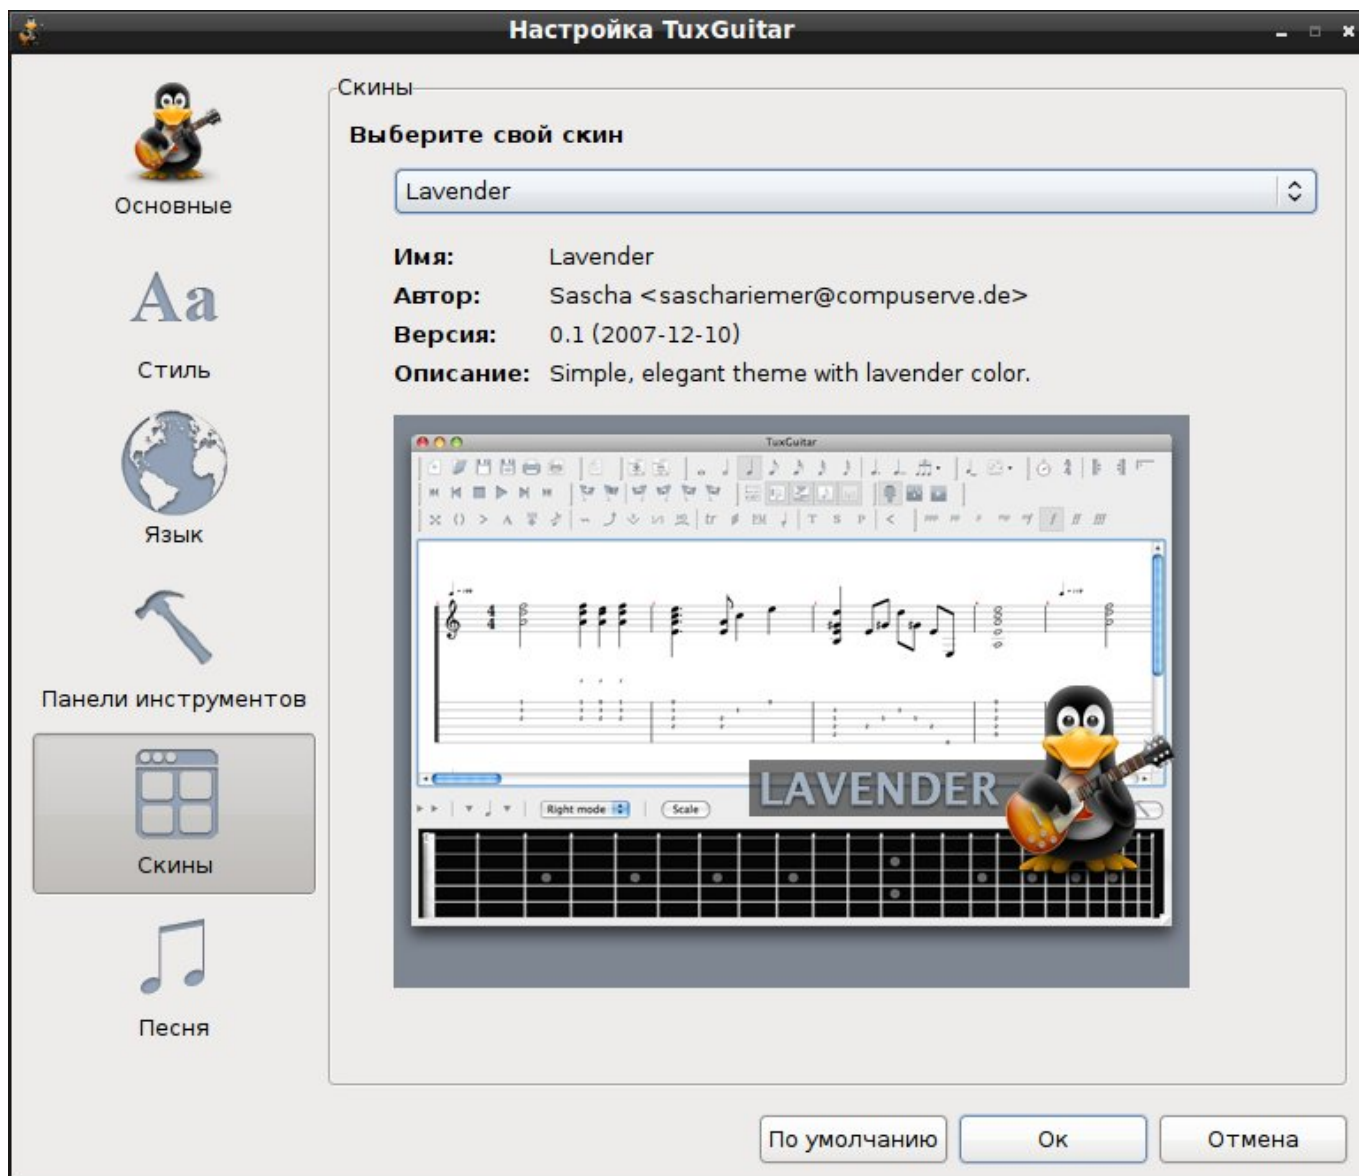 Настройка TuxGuitar
Основные
Стиль
Язык
Панели инструментов
Скины
Песня
Скины
Выберите свой скин
Lavender
Имя: Lavender
Автор: Sascha <saschariemer@compuserve.de>
Версия: 0.1 (2007-12-10)
Описание: Simple, elegant theme with lavender color.
TuxGuitar
LAVENDER
Right mode
Scale
По умолчанию
Ок
Отмена